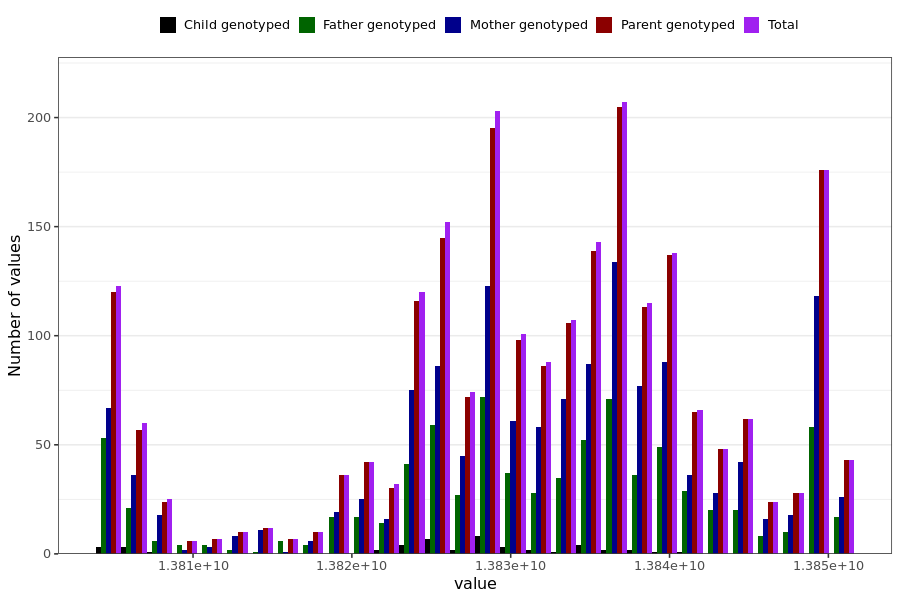 Child genotyped Father genotyped Mother genotyped Parent genotyped Total
Number of values
200
150
100
50
0
1.381e+10 1.382e+10 1.383e+10 1.384e+10 1.385e+10
value